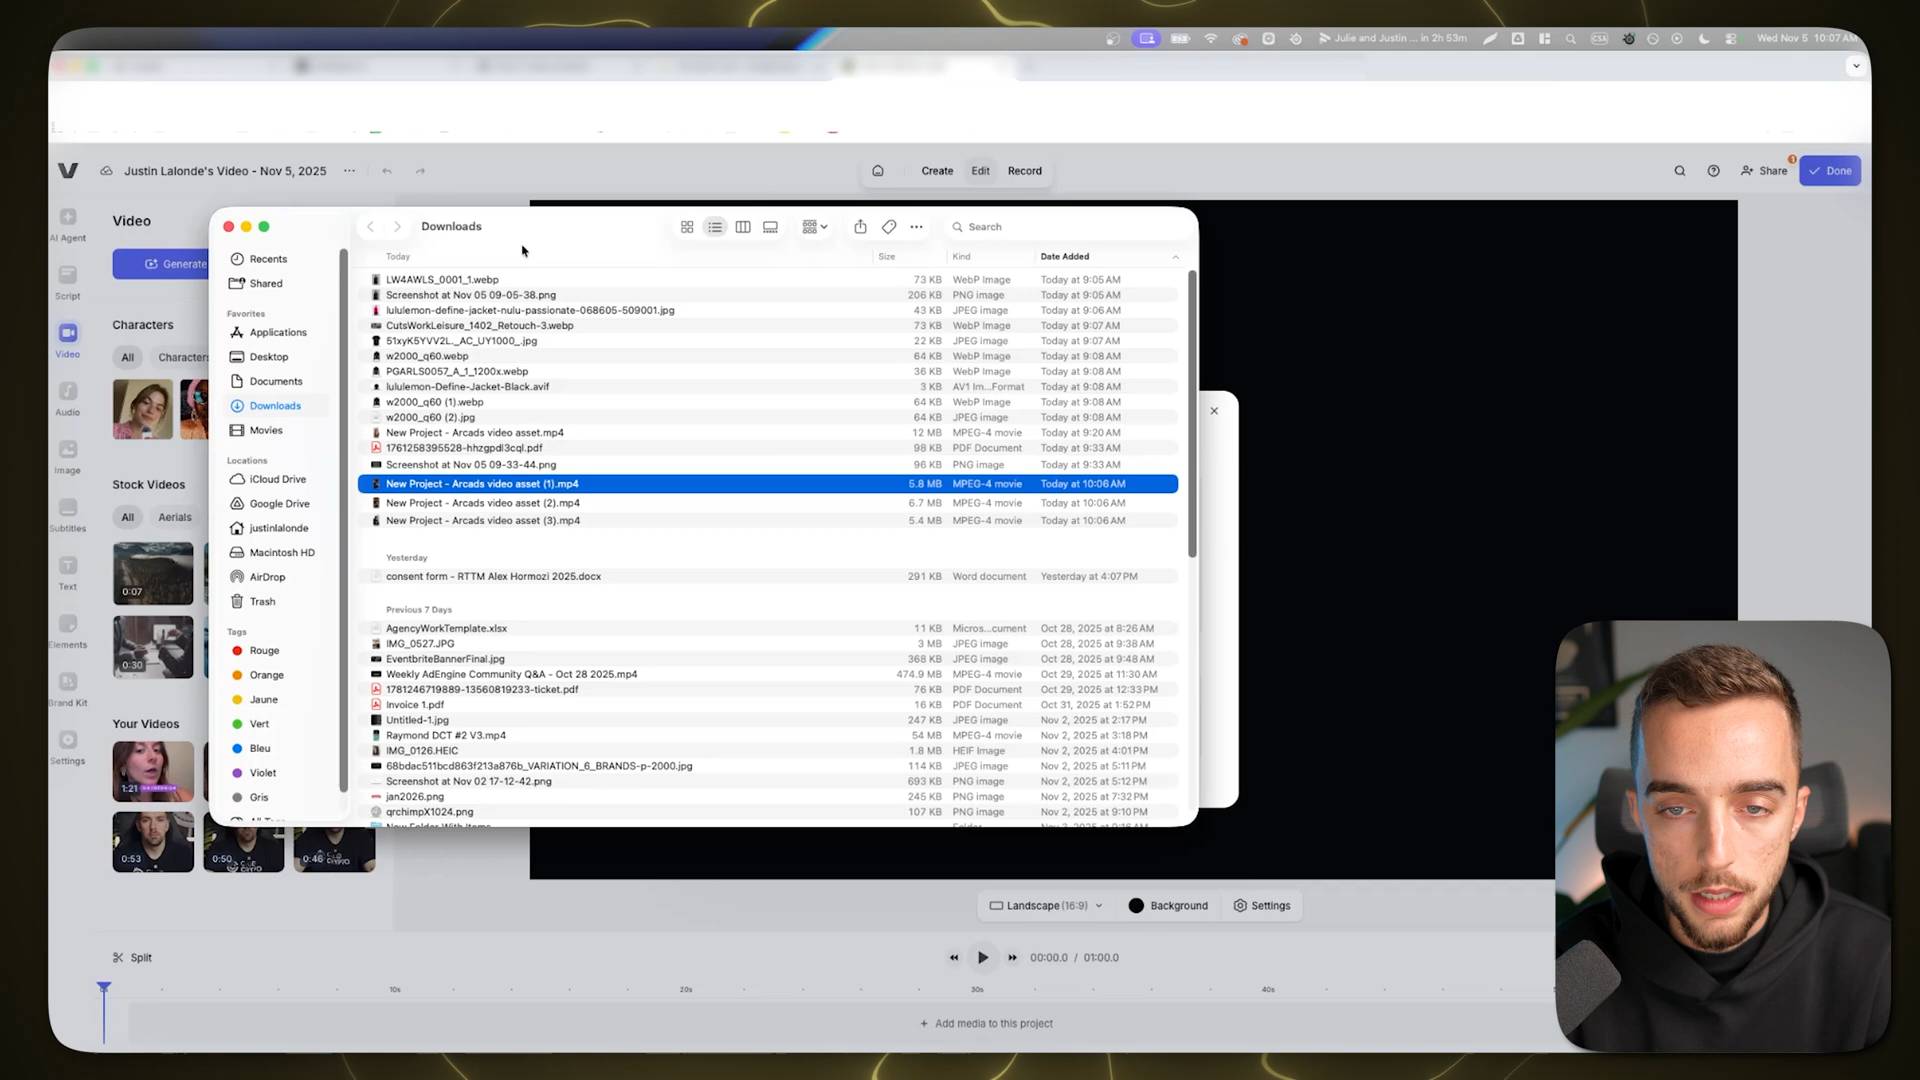 Julie and Justin ... in 2h 53m
Wed Nov 5 10:07 AM
Justin Lalonde's Video - Nov 5, 2025
Create
Edit
Record
Share
1
Done
AI Agent
Script
Video
Audio
Image
Subtitles
Text
Elements
Brand Kit
Settings
Video
Generate
Characters
All
Characters
Stock Videos
All
Aerials
0:07
0:30
Your Videos
1:21
0:53
0:50
0:46
Downloads
Search
Recents
Shared
Favorites
Applications
Desktop
Documents
Downloads
Movies
Locations
iCloud Drive
Google Drive
justinlalonde
Macintosh HD
AirDrop
Trash
Tags
Rouge
Orange
Jaune
Vert
Bleu
Violet
Gris
Today Size Kind Date Added
LW4AWLS_0001_1.webp 73 KB WebP Image Today at 9:05 AM
Screenshot at Nov 05 09-05-38.png 206 KB PNG image Today at 9:05 AM
lululemon-define-jacket-nulu-passionate-068605-509001.jpg 43 KB JPEG image Today at 9:06 AM
CutsWorkLeisure_1402_Retouch-3.webp 73 KB WebP Image Today at 9:07 AM
51xyK5YVV2L._AC_UY1000_.jpg 22 KB JPEG image Today at 9:07 AM
w2000_q60.webp 64 KB WebP Image Today at 9:08 AM
PGARLS0057_A_1_1200x.webp 36 KB WebP Image Today at 9:08 AM
lululemon-Define-Jacket-Black.avif 3 KB AV1 Im...Format Today at 9:08 AM
w2000_q60 (1).webp 64 KB WebP Image Today at 9:08 AM
w2000_q60 (2).jpg 64 KB JPEG image Today at 9:08 AM
New Project - Arcads video asset.mp4 12 MB MPEG-4 movie Today at 9:20 AM
1761258395528-hhzgpdl3cql.pdf 98 KB PDF Document Today at 9:33 AM
Screenshot at Nov 05 09-33-44.png 96 KB PNG image Today at 9:33 AM
New Project - Arcads video asset (1).mp4 5.8 MB MPEG-4 movie Today at 10:06 AM
New Project - Arcads video asset (2).mp4 6.7 MB MPEG-4 movie Today at 10:06 AM
New Project - Arcads video asset (3).mp4 5.4 MB MPEG-4 movie Today at 10:06 AM
Yesterday
consent form - RTTM Alex Hormozi 2025.docx 291 KB Word document Yesterday at 4:07 PM
Previous 7 Days
AgencyWorkTemplate.xlsx 11 KB Micros...cument Oct 28, 2025 at 8:26 AM
IMG_0527.JPG 3 MB JPEG image Oct 28, 2025 at 9:38 AM
EventbriteBannerFinal.jpg 368 KB JPEG image Oct 28, 2025 at 9:48 AM
Weekly AdEngine Community Q&A - Oct 28 2025.mp4 474.9 MB MPEG-4 movie Oct 29, 2025 at 11:30 AM
1781246719889-13560819233-ticket.pdf 76 KB PDF Document Oct 29, 2025 at 12:33 PM
Invoice 1.pdf 16 KB PDF Document Oct 31, 2025 at 1:52 PM
Untitled-1.jpg 247 KB JPEG image Nov 2, 2025 at 2:17 PM
Raymond DCT #2 V3.mp4 54 MB MPEG-4 movie Nov 2, 2025 at 3:18 PM
IMG_0126.HEIC 1.8 MB HEIF Image Nov 2, 2025 at 4:01 PM
68bdac511bcd863f213a876b_VARIATION_6_BRANDS-p-2000.jpg 114 KB JPEG image Nov 2, 2025 at 5:11 PM
Screenshot at Nov 02 17-12-42.png 693 KB PNG image Nov 2, 2025 at 5:12 PM
jan2026.png 245 KB PNG image Nov 2, 2025 at 7:32 PM
qrchimpX1024.png 107 KB PNG image Nov 2, 2025 at 9:10 PM
Landscape (16:9)
Background
Settings
Split
00:00.0 / 01:00.0
10s 20s 30s 40s
+ Add media to this project